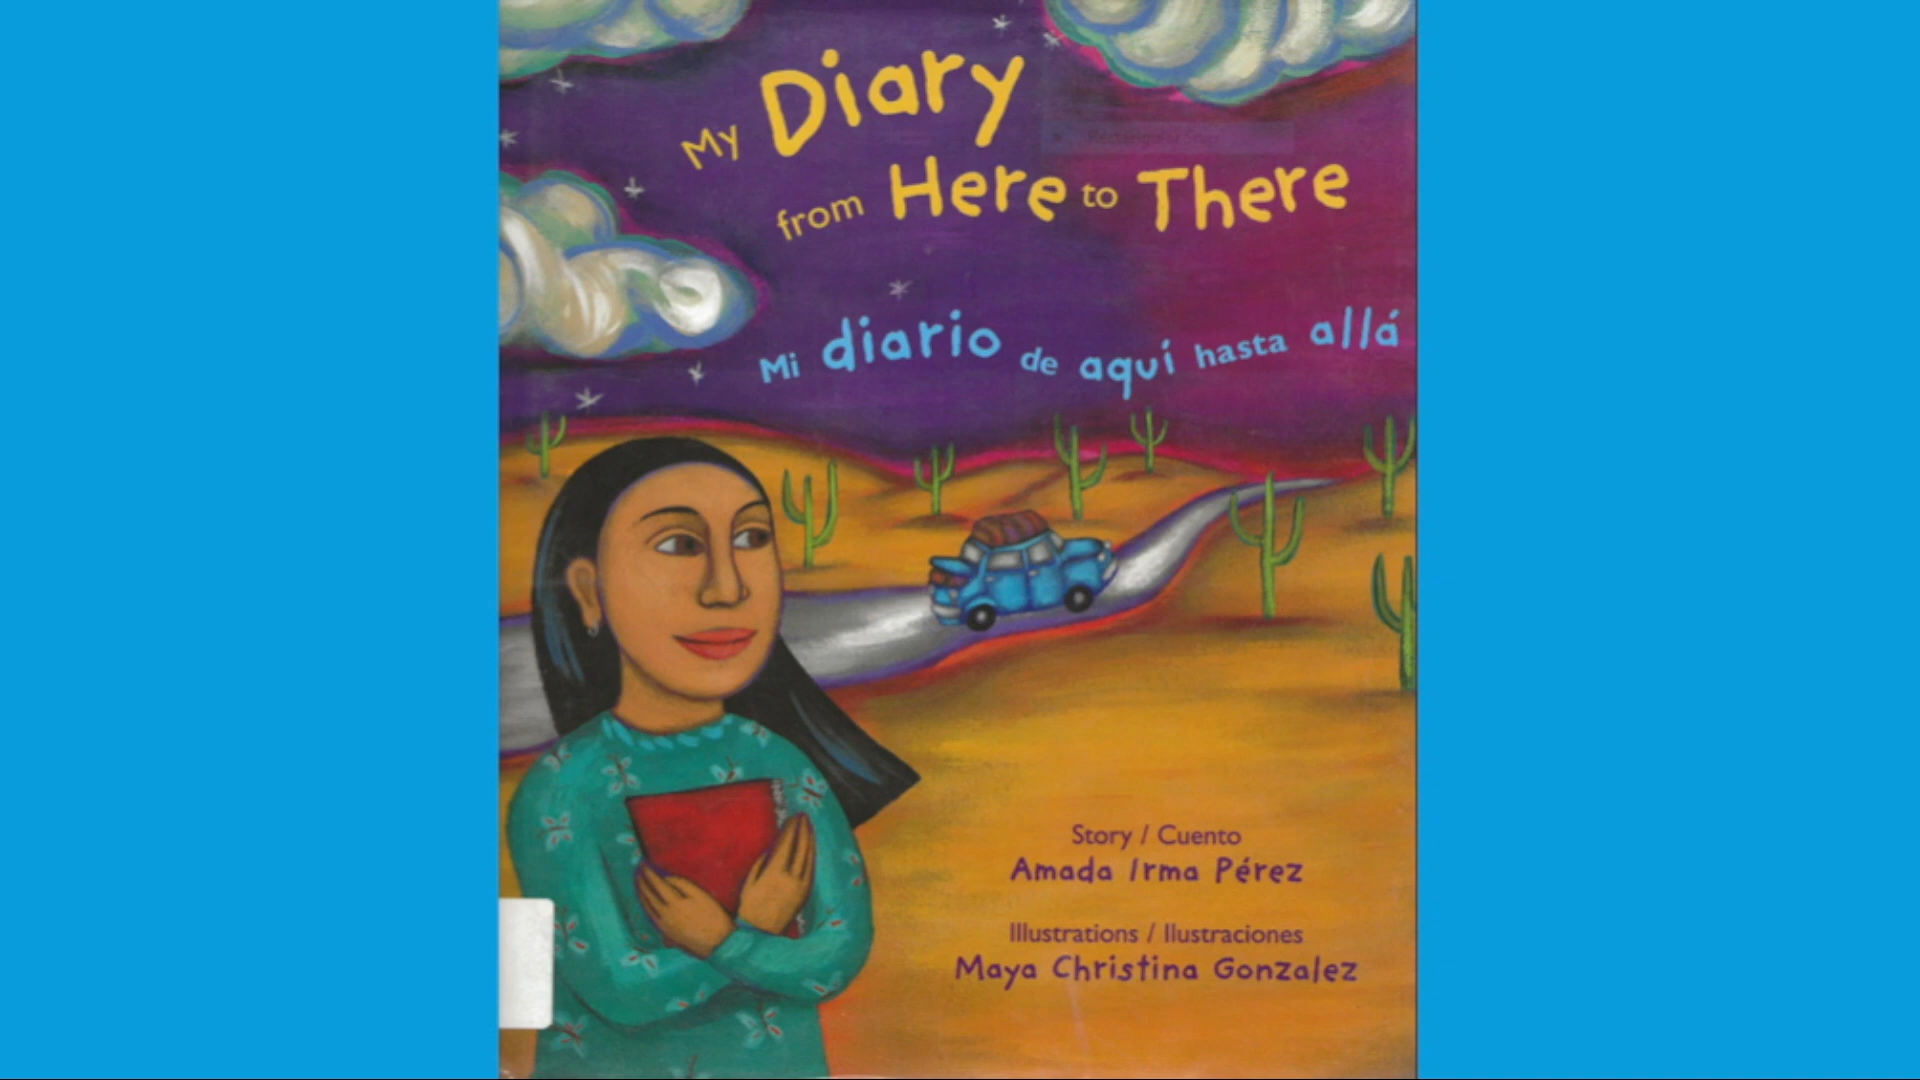 My Diary
from Here to There
Mi diario de aquí hasta allá
Story / Cuento
Amada Irma Pérez
Illustrations / Ilustraciones
Maya Christina Gonzalez